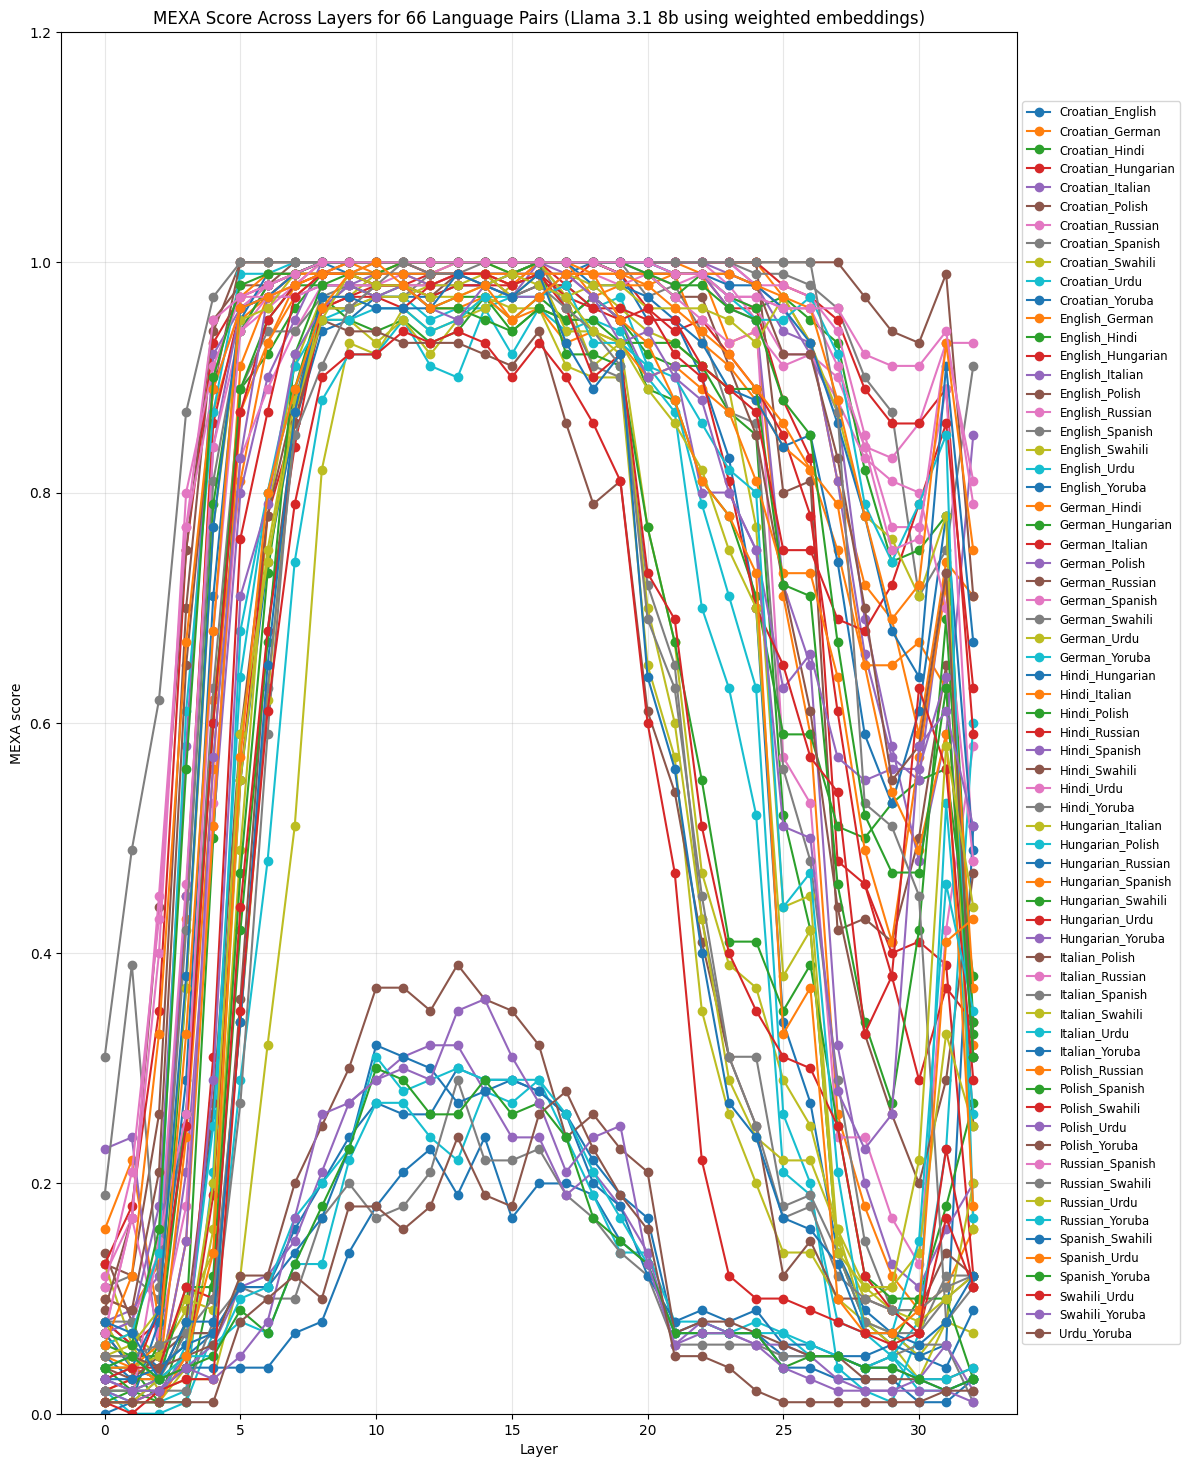 MEXA Score Across Layers for 66 Language Pairs (Llama 3.1 8b using weighted embeddings)
1.2
1.0
0.8
0.6
0.4
0.2
0.0
MEXA score
0 5 10 15 20 25 30
Layer
Croatian_English
Croatian_German
Croatian_Hindi
Croatian_Hungarian
Croatian_Italian
Croatian_Polish
Croatian_Russian
Croatian_Spanish
Croatian_Swahili
Croatian_Urdu
Croatian_Yoruba
English_German
English_Hindi
English_Hungarian
English_Italian
English_Polish
English_Russian
English_Spanish
English_Swahili
English_Urdu
English_Yoruba
German_Hindi
German_Hungarian
German_Italian
German_Polish
German_Russian
German_Spanish
German_Swahili
German_Urdu
German_Yoruba
Hindi_Hungarian
Hindi_Italian
Hindi_Polish
Hindi_Russian
Hindi_Spanish
Hindi_Swahili
Hindi_Urdu
Hindi_Yoruba
Hungarian_Italian
Hungarian_Polish
Hungarian_Russian
Hungarian_Spanish
Hungarian_Swahili
Hungarian_Urdu
Hungarian_Yoruba
Italian_Polish
Italian_Russian
Italian_Spanish
Italian_Swahili
Italian_Urdu
Italian_Yoruba
Polish_Russian
Polish_Spanish
Polish_Swahili
Polish_Urdu
Polish_Yoruba
Russian_Spanish
Russian_Swahili
Russian_Urdu
Russian_Yoruba
Spanish_Swahili
Spanish_Urdu
Spanish_Yoruba
Swahili_Urdu
Swahili_Yoruba
Urdu_Yoruba